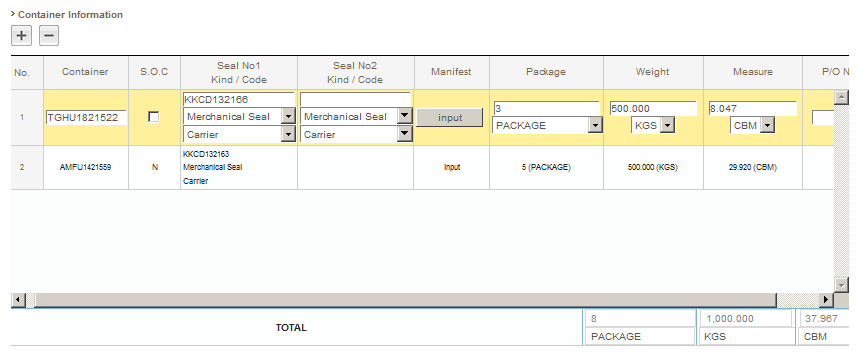 Container Information
+ −
No. Container S.O.C Seal No1 Kind / Code Seal No2 Kind / Code Manifest Package Weight Measure P/O N
1 TGHU1821522 KKCD132166 Merchanical Seal Carrier Merchanical Seal Carrier input 3 PACKAGE 500.000 KGS 8.047 CBM
2 AMFU1421559 N KKCD132163 Merchanical Seal Carrier Input 5 (PACKAGE) 500.000 (KGS) 29.920 (CBM)
TOTAL 8 PACKAGE 1,000.000 KGS 37.967 CBM